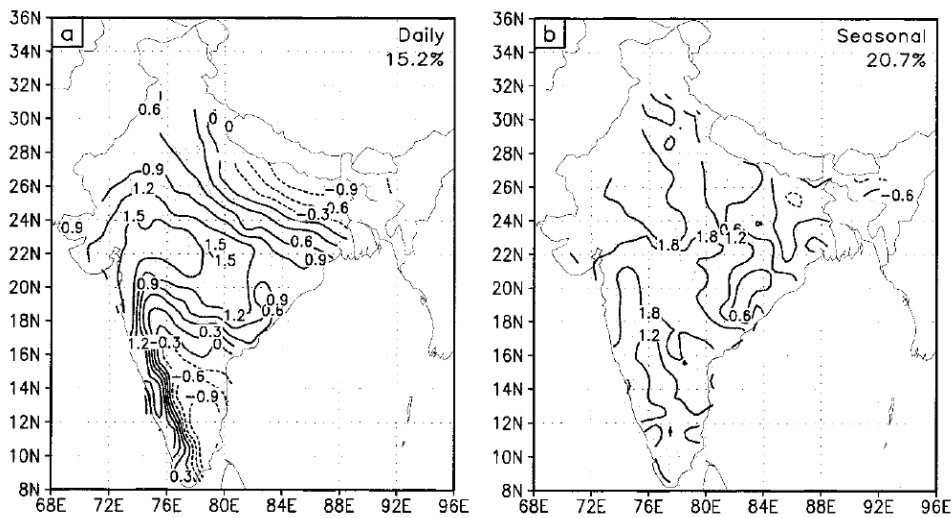 a
Daily
15.2%
36N
34N
32N
30N
28N
26N
24N
22N
20N
18N
16N
14N
12N
10N
8N
68E 72E 76E 80E 84E 88E 92E 96E
0.6
0
0
0.9
1.2
1.5
0.9
-0.9
-0.6
-0.3
1.5
1.5
0.6
0.9
0.9
1.2
0.9
0.6
0.3
0
1.2
-0.3
-0.6
-0.9
0.3
b
Seasonal
20.7%
36N
34N
32N
30N
28N
26N
24N
22N
20N
18N
16N
14N
12N
10N
8N
68E 72E 76E 80E 84E 88E 92E 96E
-0.6
0.6
1.8
1.8
1.2
1.8
1.2
0.6